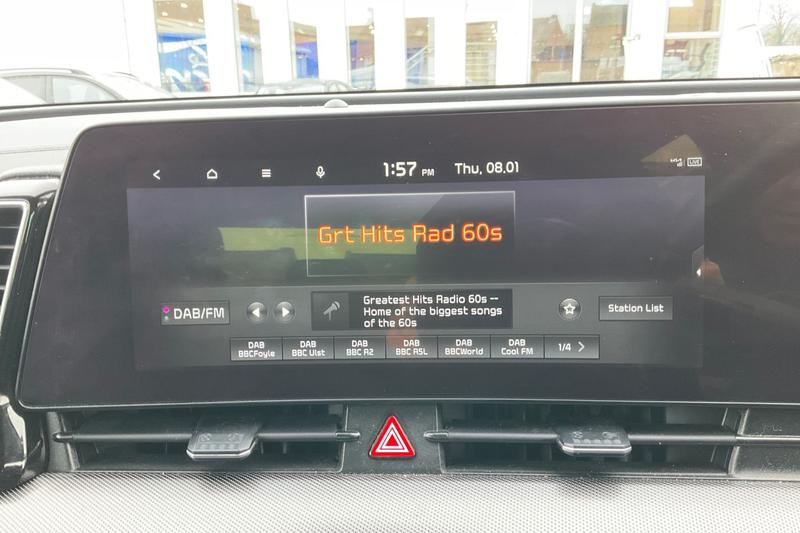 1:57 PM
Thu, 08.01
LIVE
Grt Hits Rad 60s
DAB/FM
Greatest Hits Radio 60s --
Home of the biggest songs
of the 60s
Station List
DAB
BBCFoyle
DAB
BBC Ulst
DAB
BBC R2
DAB
BBC R5L
DAB
BBCWorld
DAB
Cool FM
1/4